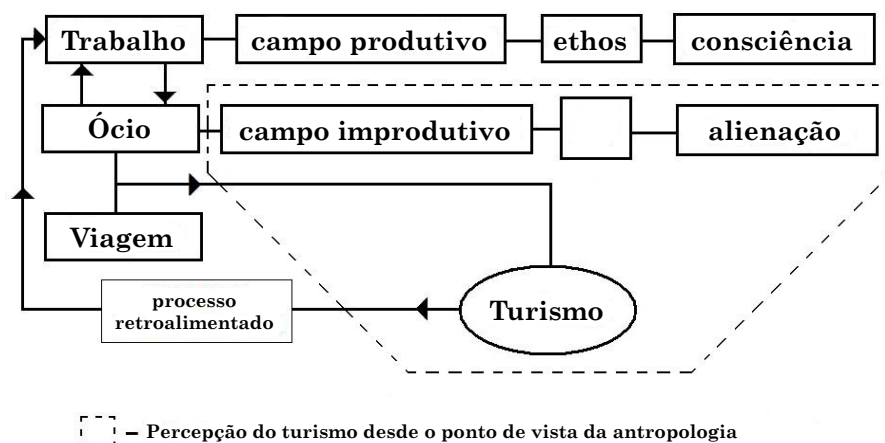 Trabalho
campo produtivo
ethos
consciência
Ócio
campo improdutivo
alienação
Viagem
processo
retroalimentado
Turismo
– Percepção do turismo desde o ponto de vista da antropologia